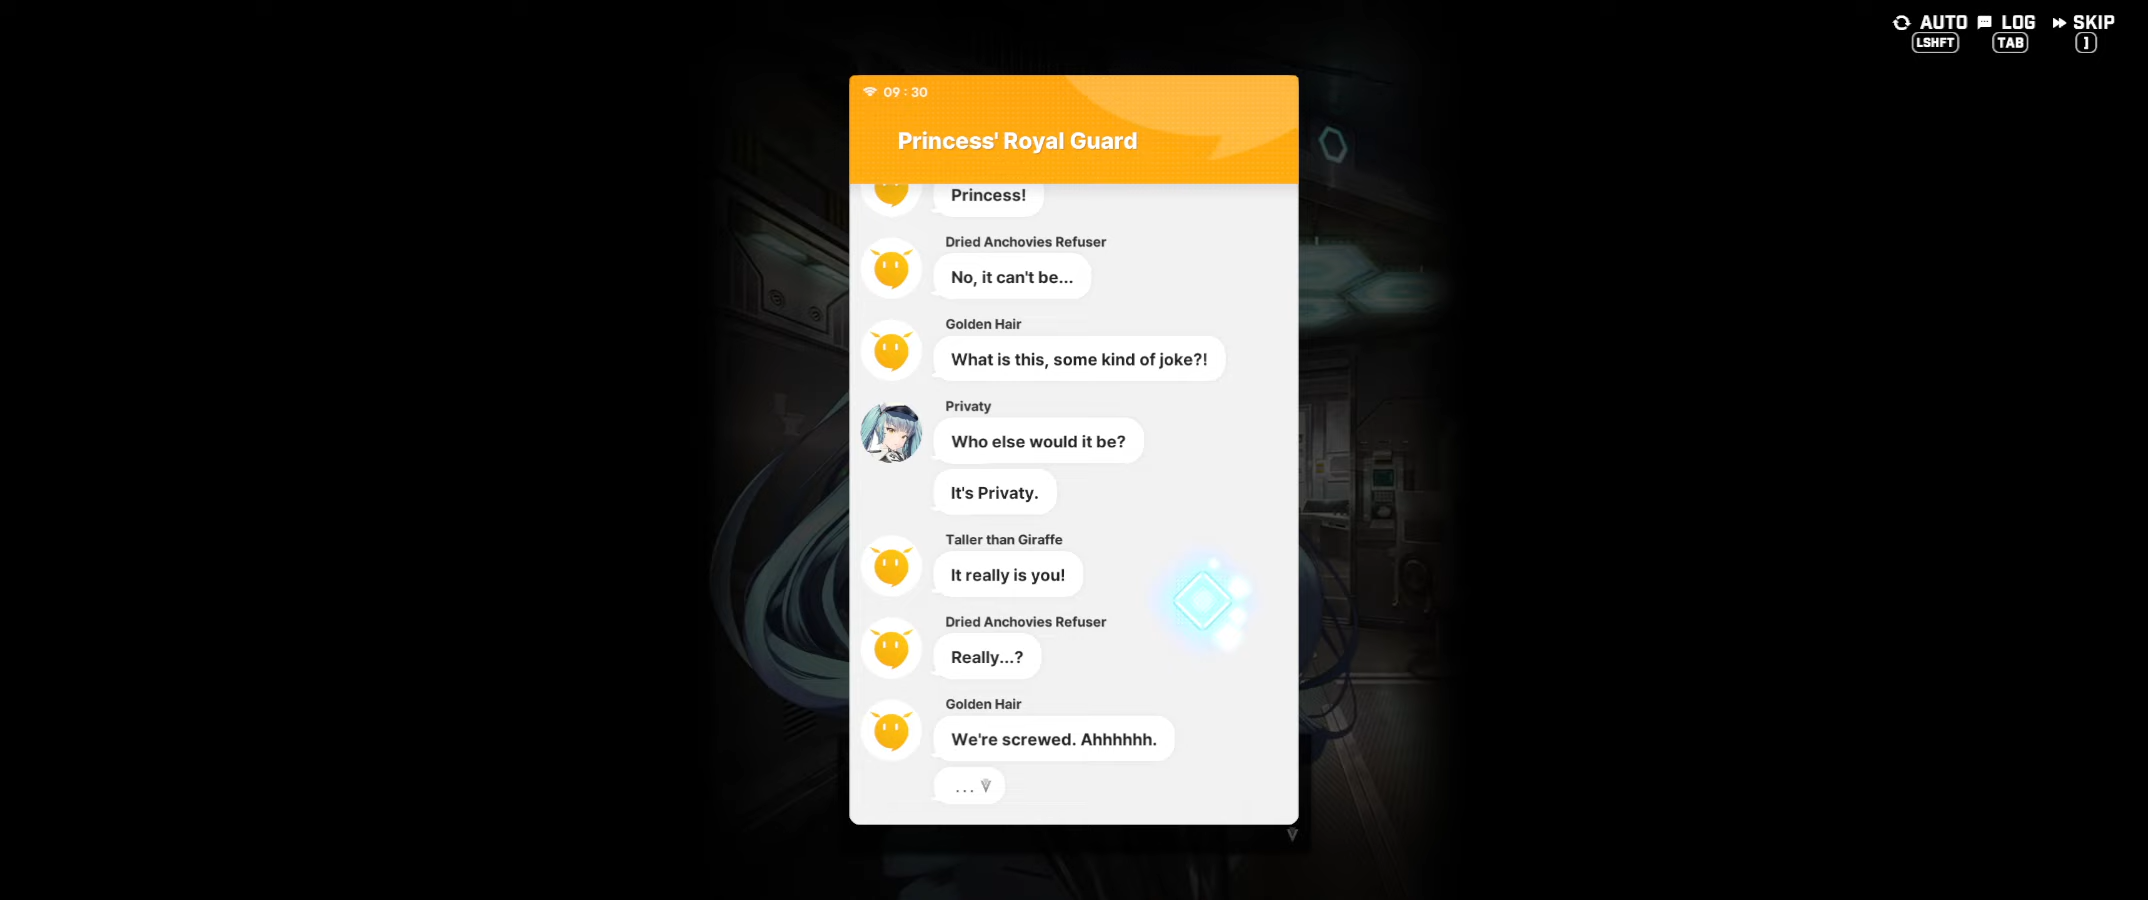 AUTO LOG SKIP
LSHFT TAB ]
09 : 30
Princess' Royal Guard
Princess!
Dried Anchovies Refuser
No, it can't be...
Golden Hair
What is this, some kind of joke?!
Privaty
Who else would it be?
It's Privaty.
Taller than Giraffe
It really is you!
Dried Anchovies Refuser
Really...?
Golden Hair
We're screwed. Ahhhhhh.
...